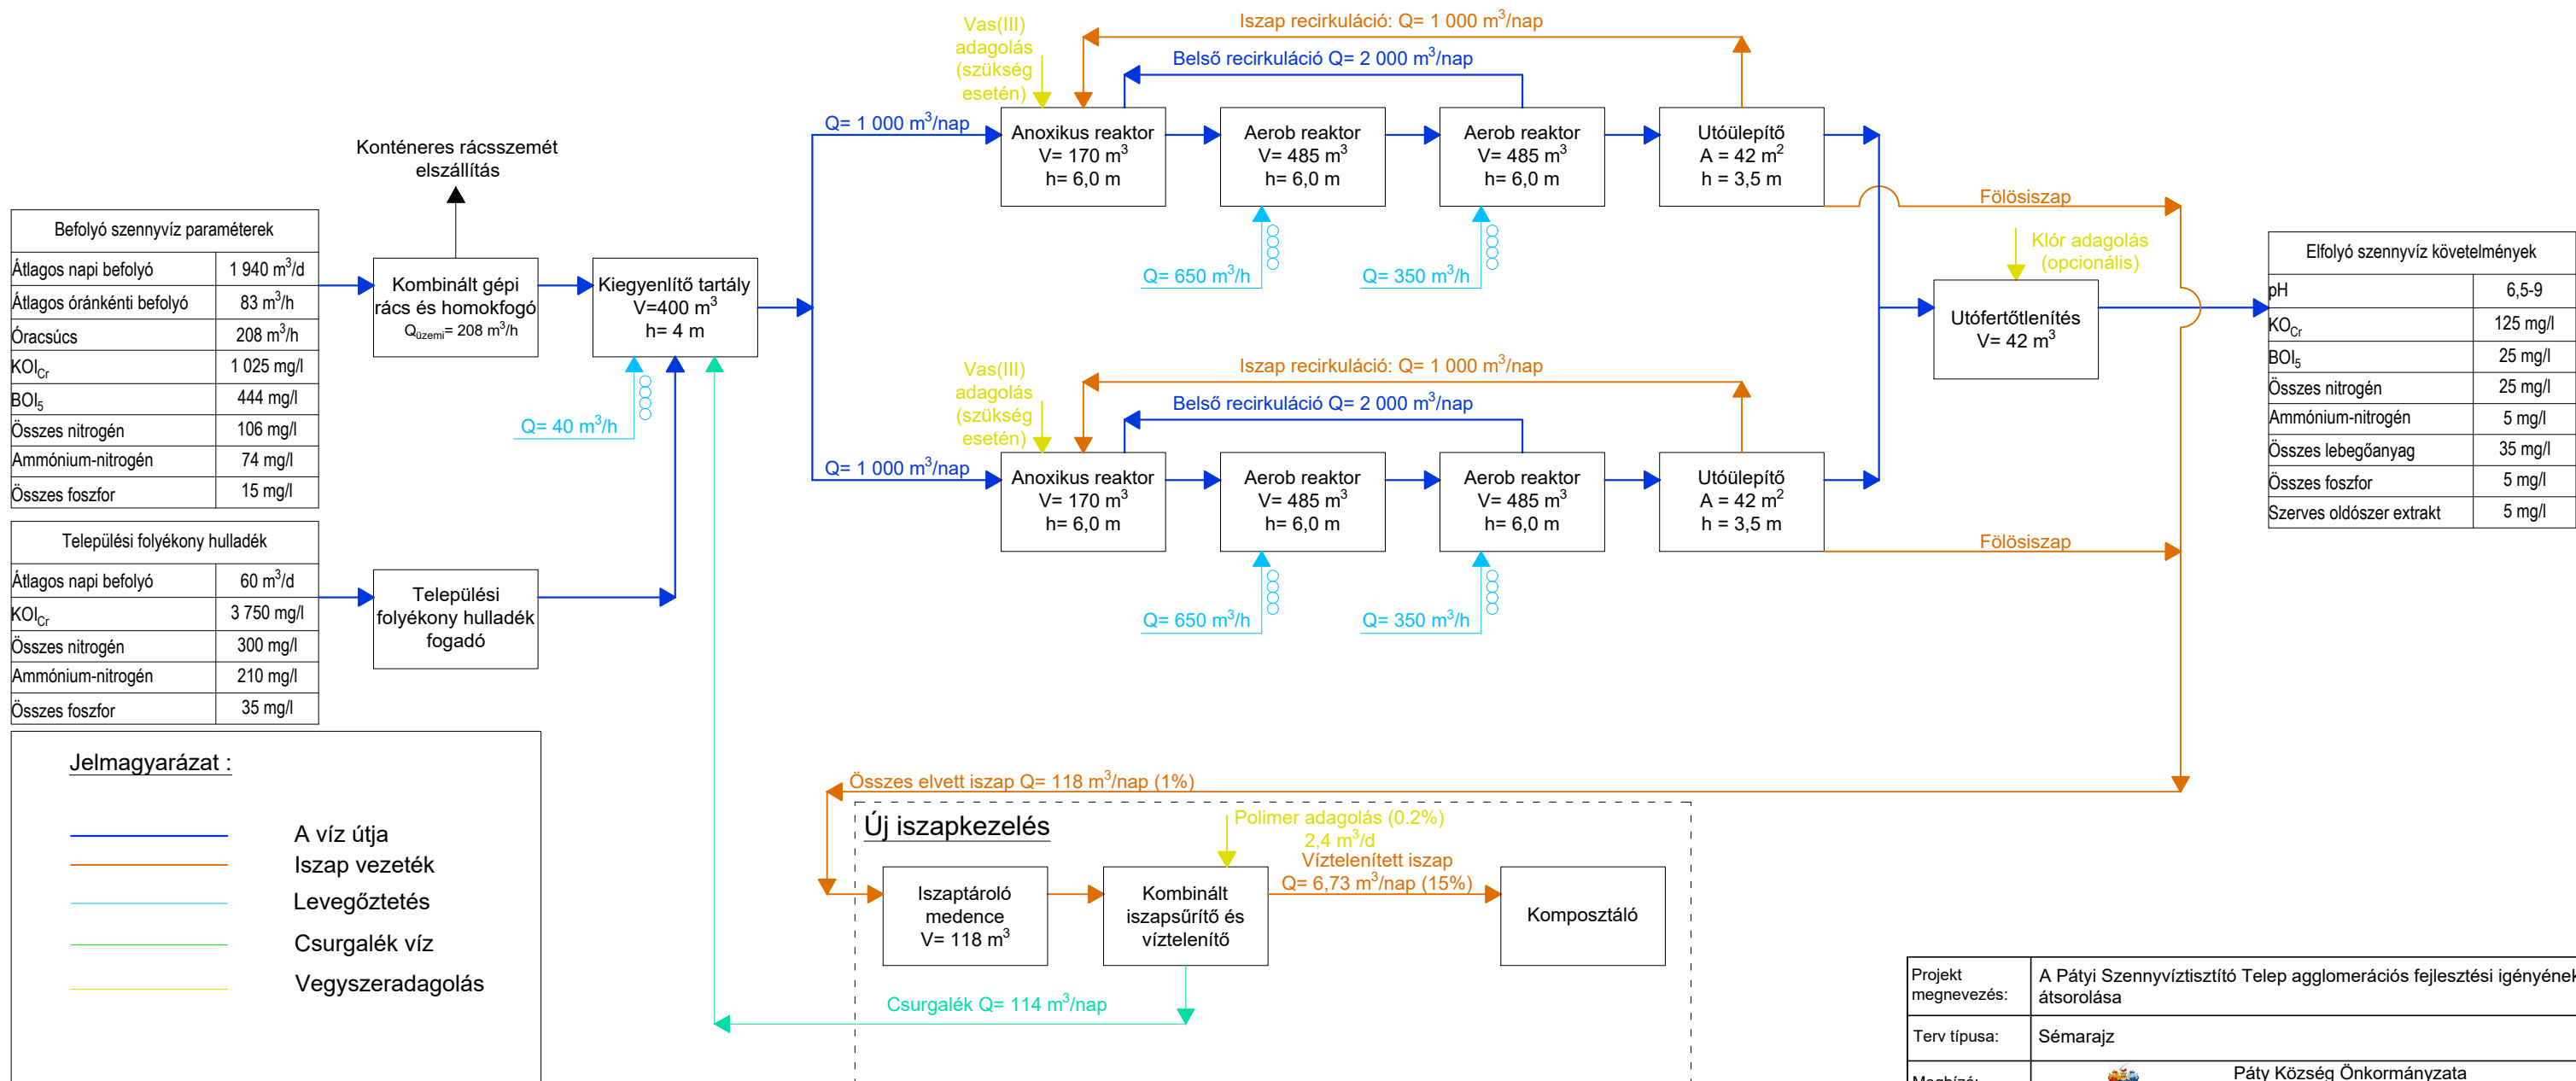 Befolyó szennyvíz paraméterek
Átlagos napi befolyó 1 940 m³/d
Átlagos óránkénti befolyó 83 m³/h
Óracsúcs 208 m³/h
KOI_Cr 1 025 mg/l
BOI₅ 444 mg/l
Összes nitrogén 106 mg/l
Ammónium-nitrogén 74 mg/l
Összes foszfor 15 mg/l
Települési folyékony hulladék
Átlagos napi befolyó 60 m³/d
KOI_Cr 3 750 mg/l
Összes nitrogén 300 mg/l
Ammónium-nitrogén 210 mg/l
Összes foszfor 35 mg/l
Konténeres rácsszemét
elszállítás
Kombinált gépi
rács és homokfogó
Q_üzemi= 208 m³/h
Települési
folyékony hulladék
fogadó
Kiegyenlítő tartály
V=400 m³
h= 4 m
Q= 40 m³/h
Q= 1 000 m³/nap
Vas(III)
adagolás
(szükség
esetén)
Iszap recirkuláció: Q= 1 000 m³/nap
Belső recirkuláció Q= 2 000 m³/nap
Anoxikus reaktor
V= 170 m³
h= 6,0 m
Aerob reaktor
V= 485 m³
h= 6,0 m
Aerob reaktor
V= 485 m³
h= 6,0 m
Utóülepítő
A = 42 m²
h = 3,5 m
Q= 650 m³/h
Q= 350 m³/h
Fölösiszap
Q= 1 000 m³/nap
Vas(III)
adagolás
(szükség
esetén)
Iszap recirkuláció: Q= 1 000 m³/nap
Belső recirkuláció Q= 2 000 m³/nap
Anoxikus reaktor
V= 170 m³
h= 6,0 m
Aerob reaktor
V= 485 m³
h= 6,0 m
Aerob reaktor
V= 485 m³
h= 6,0 m
Utóülepítő
A = 42 m²
h = 3,5 m
Q= 650 m³/h
Q= 350 m³/h
Fölösiszap
Klór adagolás
(opcionális)
Utófertőtlenítés
V= 42 m³
Elfolyó szennyvíz követelmények
pH 6,5-9
KO_Cr 125 mg/l
BOI₅ 25 mg/l
Összes nitrogén 25 mg/l
Ammónium-nitrogén 5 mg/l
Összes lebegőanyag 35 mg/l
Összes foszfor 5 mg/l
Szerves oldószer extrakt 5 mg/l
Jelmagyarázat :
A víz útja
Iszap vezeték
Levegőztetés
Csurgalék víz
Vegyszeradagolás
Összes elvett iszap Q= 118 m³/nap (1%)
Új iszapkezelés
Polimer adagolás (0.2%)
2,4 m³/d
Víztelenített iszap
Q= 6,73 m³/nap (15%)
Iszaptároló
medence
V= 118 m³
Kombinált
iszapsűrítő és
víztelenítő
Komposztáló
Csurgalék Q= 114 m³/nap
Projekt
megnevezés:
A Pátyi Szennyvíztisztító Telep agglomerációs fejlesztési igényének
átsorolása
Terv típusa: Sémarajz
Megbízó: Páty Község Önkormányzata